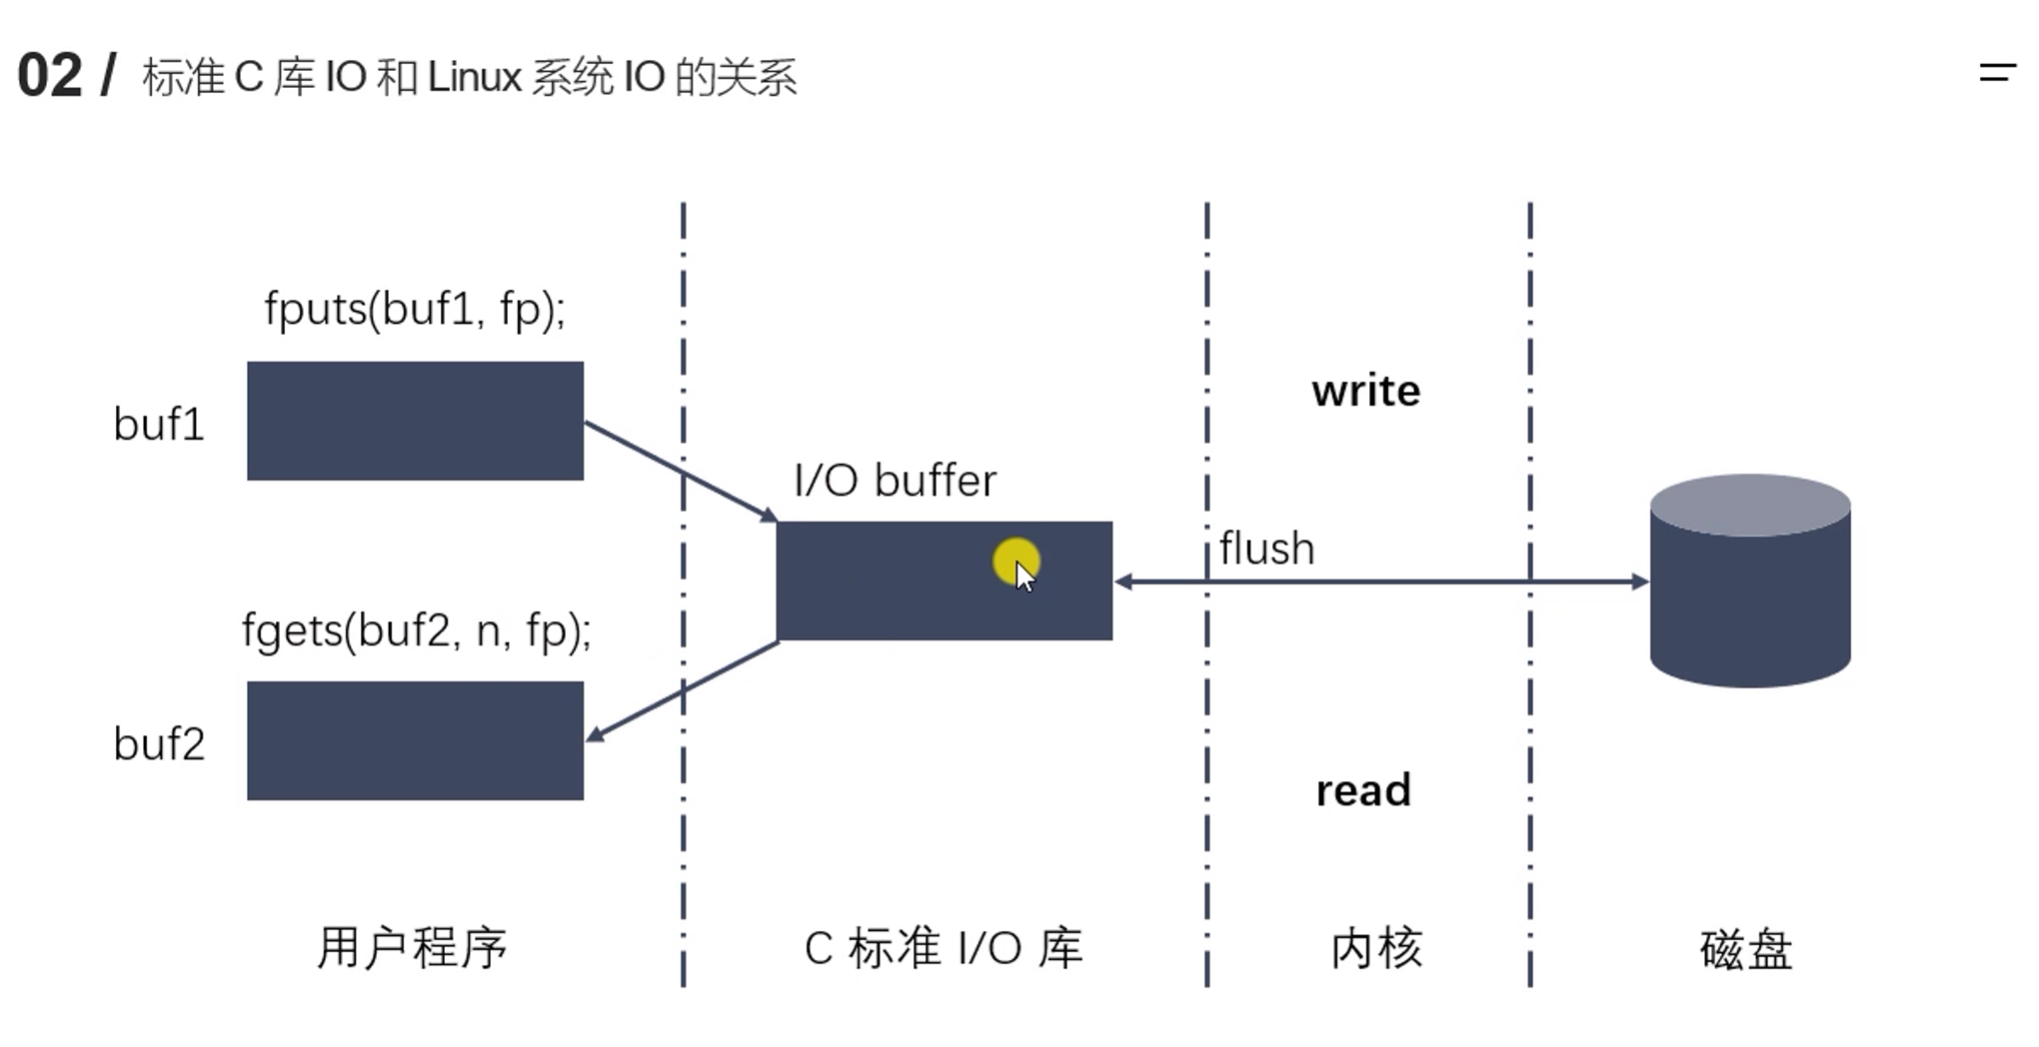 02 / 标准 C 库 IO 和 Linux 系统 IO 的关系
fputs(buf1, fp);
buf1
write
I/O buffer
flush
fgets(buf2, n, fp);
buf2
read
用户程序
C 标准 I/O 库
内核
磁盘